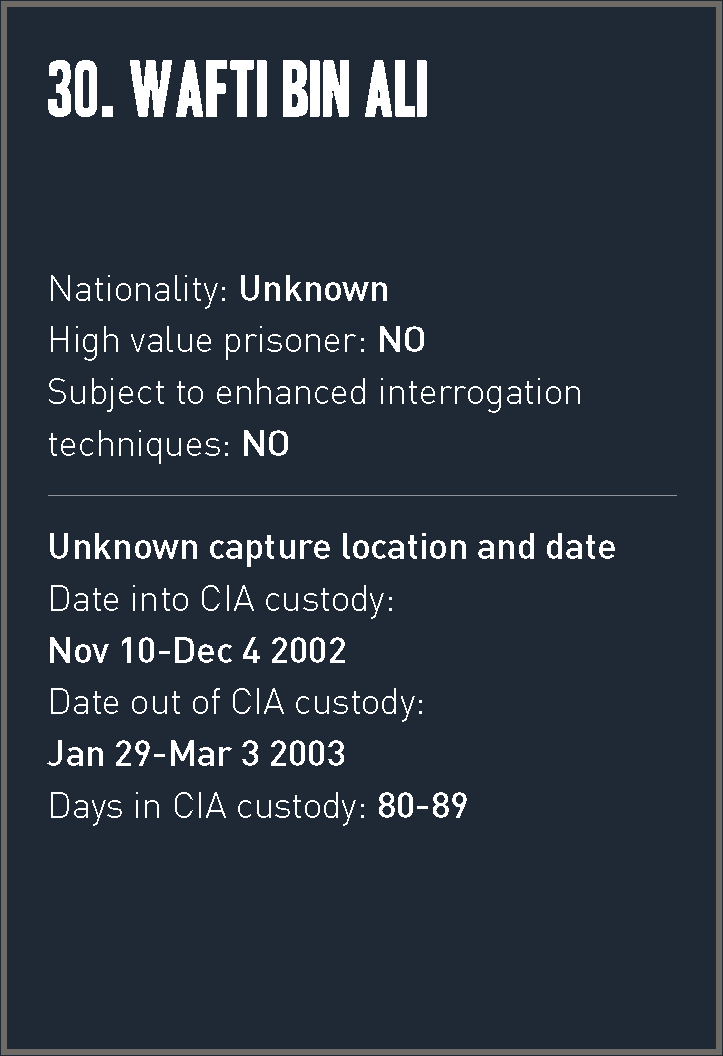 30. WAFTI BIN ALI
Nationality: Unknown
High value prisoner: NO
Subject to enhanced interrogation
techniques: NO
Unknown capture location and date
Date into CIA custody:
Nov 10-Dec 4 2002
Date out of CIA custody:
Jan 29-Mar 3 2003
Days in CIA custody: 80-89